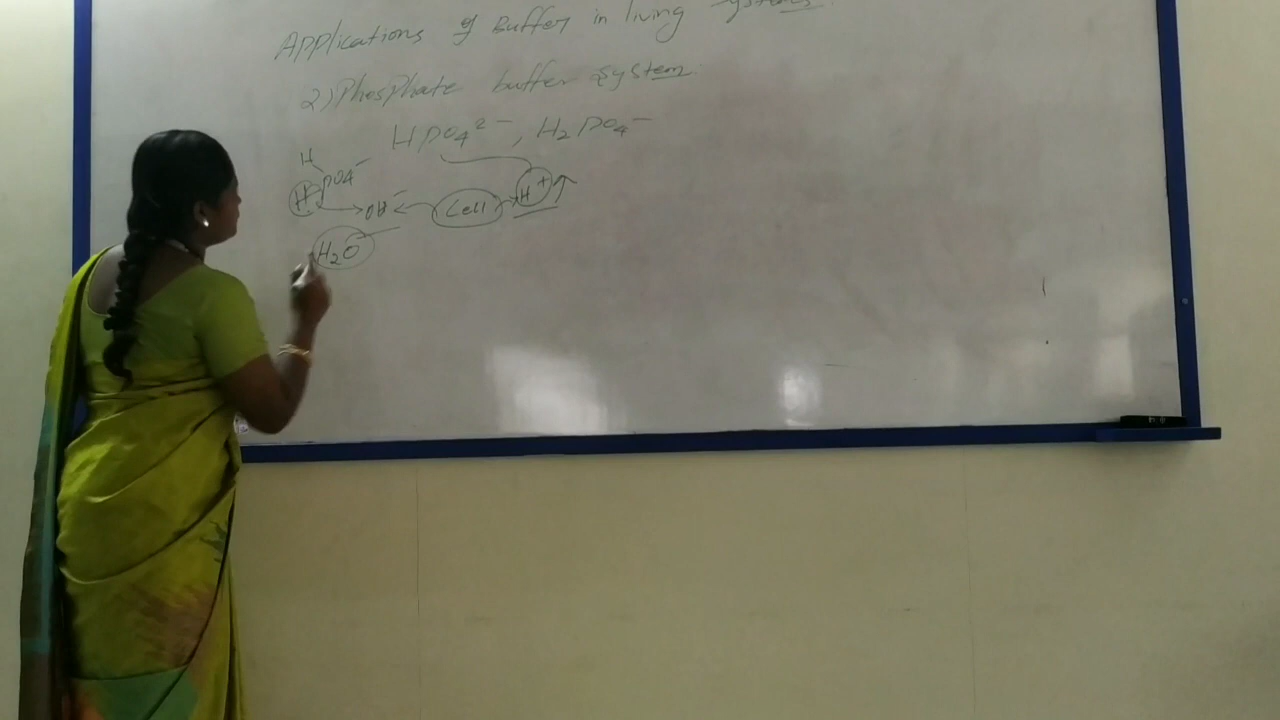 Applications of Buffer in living systems.
2) Phosphate buffer system.
HPO4²⁻, H2PO4⁻
H
H PO4⁻
OH⁻ ← Cell → H⁺ ↑
H2O